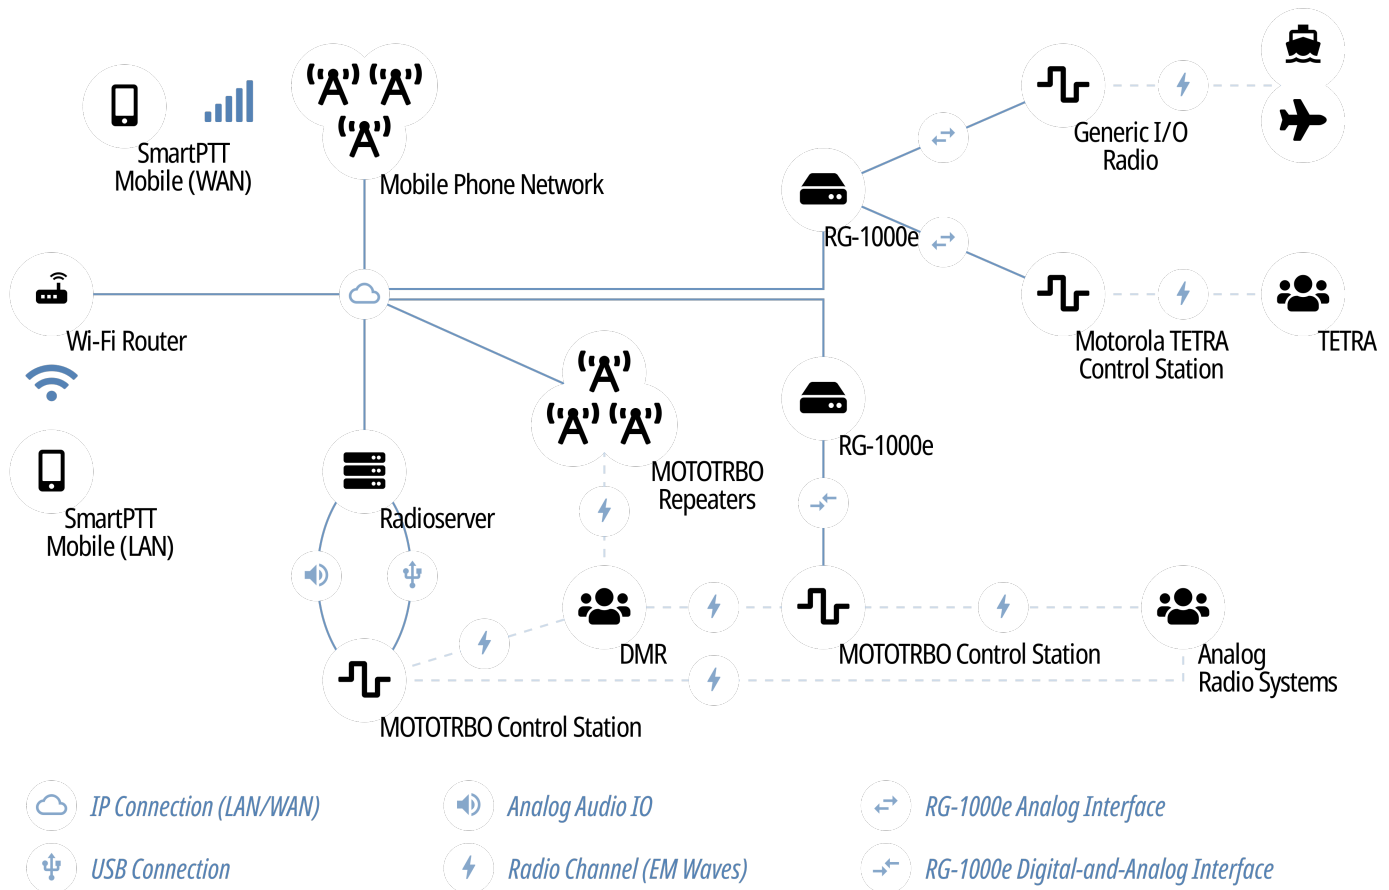 SmartPTT
Mobile (WAN)
Mobile Phone Network
Generic I/O
Radio
RG-1000e
Wi-Fi Router
Motorola TETRA
Control Station
TETRA
RG-1000e
MOTOTRBO
Repeaters
SmartPTT
Mobile (LAN)
Radioserver
DMR
MOTOTRBO Control Station
Analog
Radio Systems
MOTOTRBO Control Station
IP Connection (LAN/WAN)
Analog Audio IO
RG-1000e Analog Interface
USB Connection
Radio Channel (EM Waves)
RG-1000e Digital-and-Analog Interface